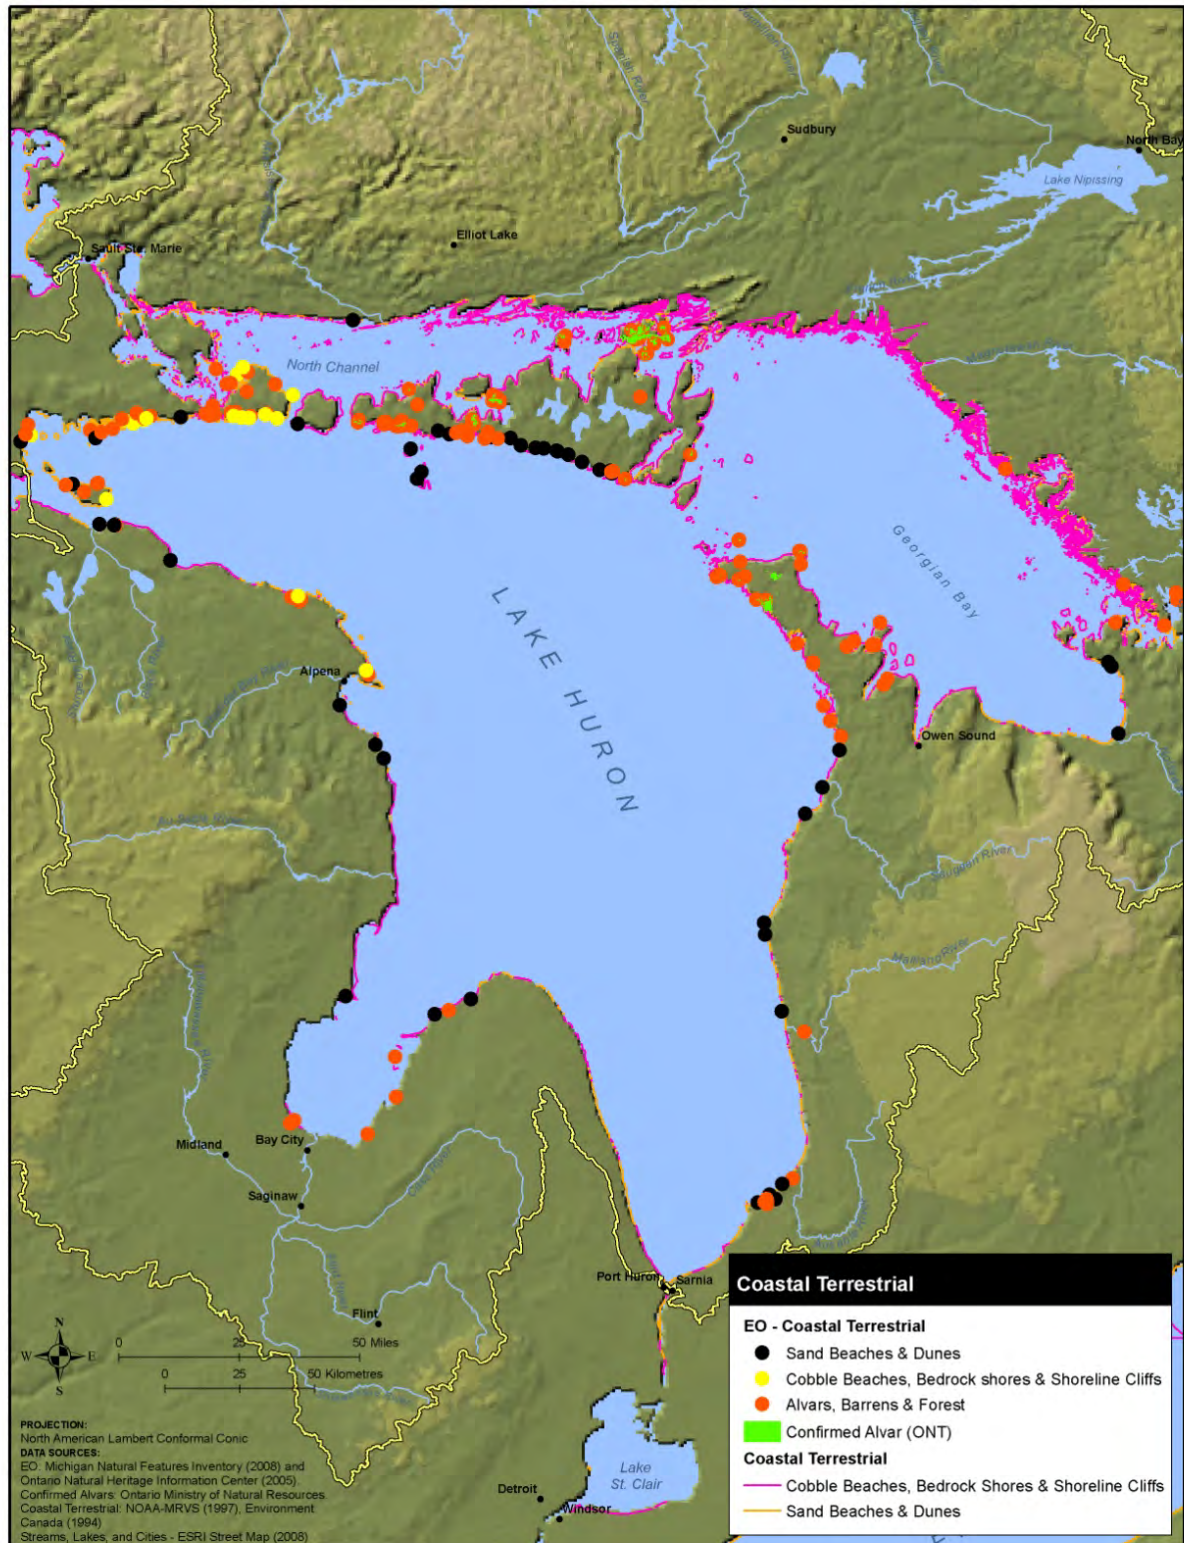 Sudbury
North Bay
Lake Nipissing
Elliot Lake
Sault Ste. Marie
North Channel
Georgian Bay
LAKE HURON
Alpena
Owen Sound
Midland
Bay City
Saginaw
Flint
Port Huron
Sarnia
Detroit
Windsor
Lake
St. Clair
N
W
E
S
0 25 50 Miles
0 25 50 Kilometres
PROJECTION:
North American Lambert Conformal Conic
DATA SOURCES:
EO: Michigan Natural Features Inventory (2008) and
Ontario Natural Heritage Information Center (2005).
Confirmed Alvars: Ontario Ministry of Natural Resources.
Coastal Terrestrial: NOAA-MRVS (1997), Environment
Canada (1994)
Streams, Lakes, and Cities - ESRI Street Map (2008)
Coastal Terrestrial
EO - Coastal Terrestrial
Sand Beaches & Dunes
Cobble Beaches, Bedrock shores & Shoreline Cliffs
Alvars, Barrens & Forest
Confirmed Alvar (ONT)
Coastal Terrestrial
Cobble Beaches, Bedrock Shores & Shoreline Cliffs
Sand Beaches & Dunes